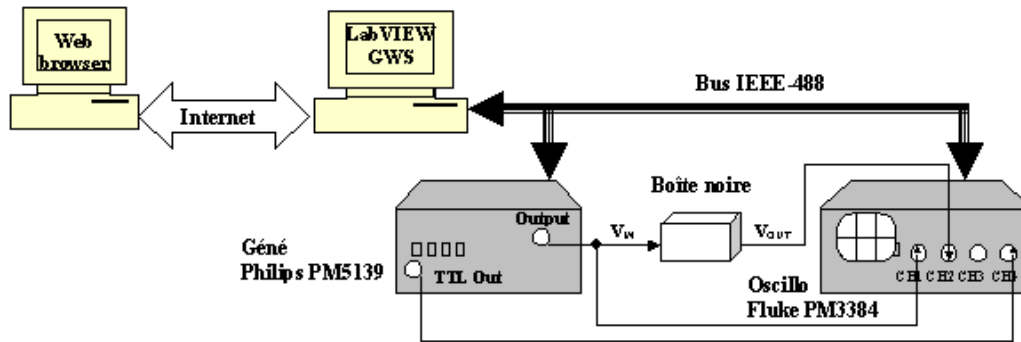 Web
browser
LabVIEW
GWS
Internet
Bus IEEE-488
Boîte noire
Output
VIN
VOUT
Géné
Philips PM5139
TTL Out
CH1 CH2 CH3 CH4
Oscillo
Fluke PM3384